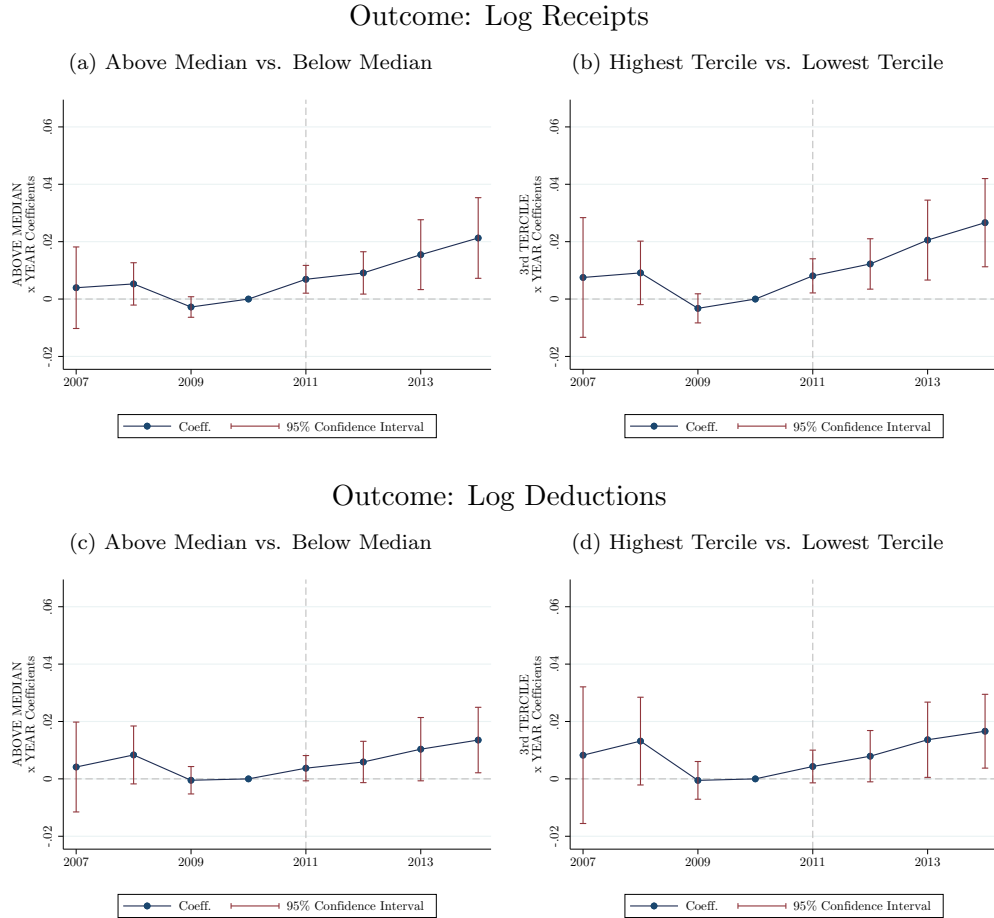 Outcome: Log Receipts
(a) Above Median vs. Below Median
ABOVE MEDIAN
x YEAR Coefficients
.06
.04
.02
0
-.02
2007
2009
2011
2013
Coeff.
95% Confidence Interval
(b) Highest Tercile vs. Lowest Tercile
3rd TERCILE
x YEAR Coefficients
.06
.04
.02
0
-.02
2007
2009
2011
2013
Coeff.
95% Confidence Interval
Outcome: Log Deductions
(c) Above Median vs. Below Median
ABOVE MEDIAN
x YEAR Coefficients
.06
.04
.02
0
-.02
2007
2009
2011
2013
Coeff.
95% Confidence Interval
(d) Highest Tercile vs. Lowest Tercile
3rd TERCILE
x YEAR Coefficients
.06
.04
.02
0
-.02
2007
2009
2011
2013
Coeff.
95% Confidence Interval